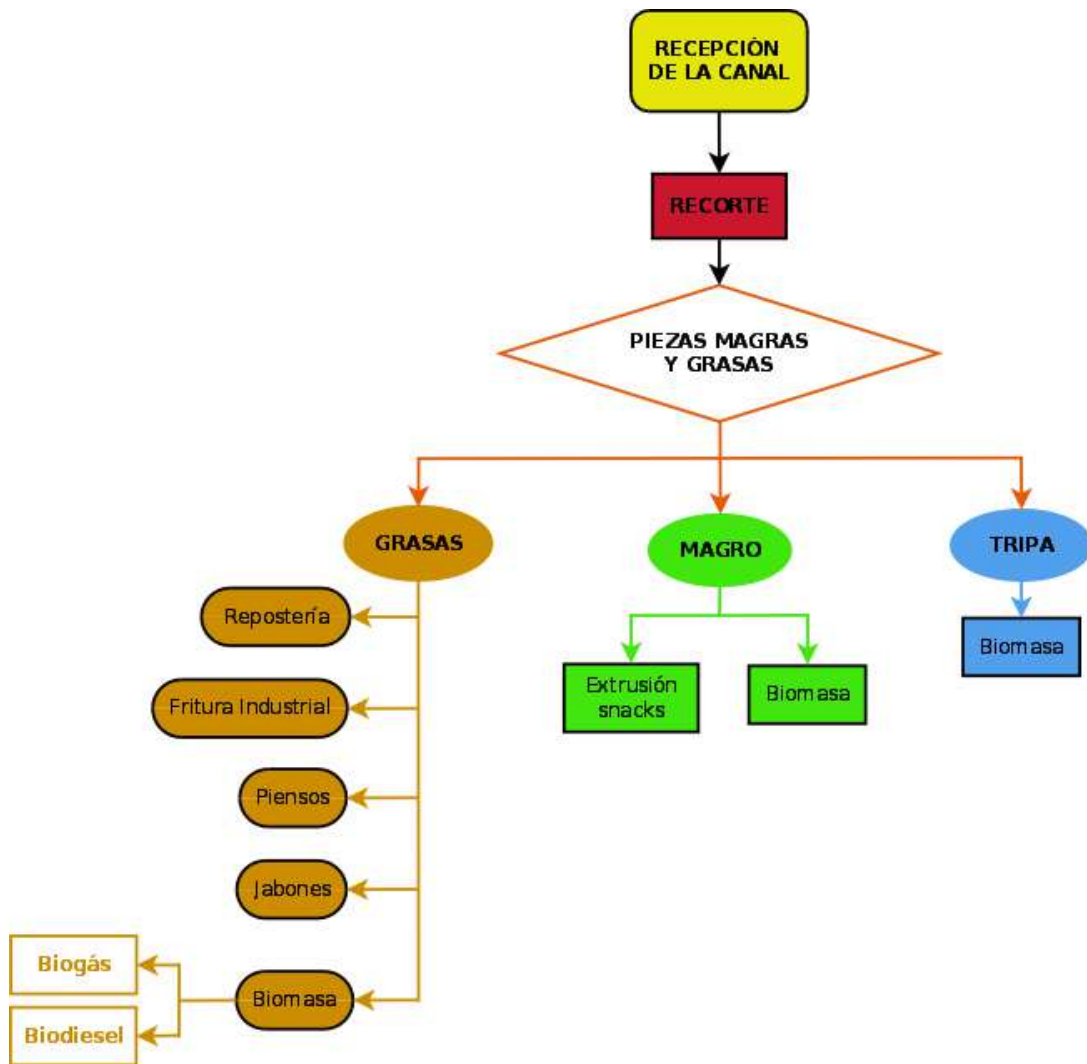 RECEPCIÓN
DE LA CANAL
RECORTE
PIEZAS MAGRAS
Y GRASAS
GRASAS
MAGRO
TRIPA
Repostería
Fritura Industrial
Piensos
Jabones
Biomasa
Biogás
Biodiesel
Extrusión
snacks
Biomasa
Biomasa